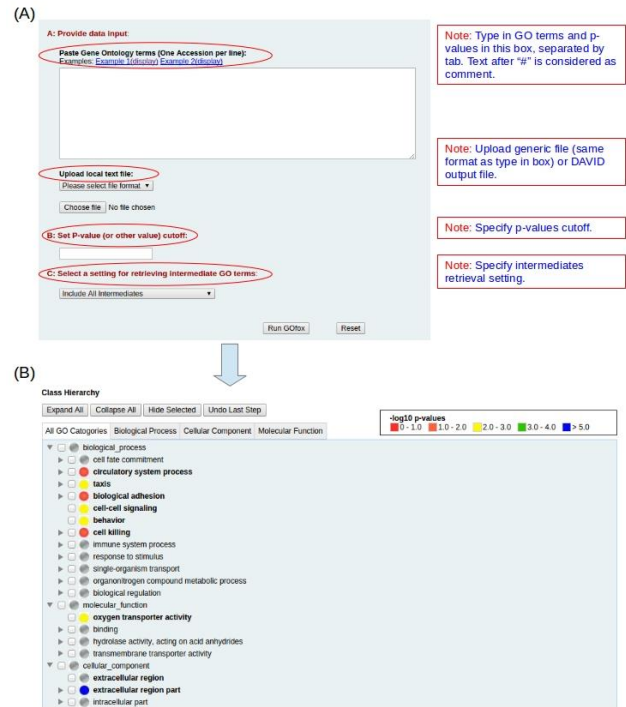 (A)
A: Provide data input:
Paste Gene Ontology terms (One Accession per line):
Examples: Example 1(display) Example 2(display)
Note: Type in GO terms and p-
values in this box, separated by
tab. Text after "#" is considered as
comment.
Upload local text file:
Please select file format
Choose file No file chosen
Note: Upload generic file (same
format as type in box) or DAVID
output file.
B: Set P-value (or other value) cutoff:
Note: Specify p-values cutoff.
C: Select a setting for retrieving intermediate GO terms:
Include All Intermediates
Note: Specify intermediates
retrieval setting.
Run GOfox Reset
(B)
Class Hierarchy
Expand All Collapse All Hide Selected Undo Last Step
-log10 p-values
0 - 1.0 1.0 - 2.0 2.0 - 3.0 3.0 - 4.0 > 5.0
All GO Catogories Biological Process Cellular Component Molecular Function
biological_process
cell fate commitment
circulatory system process
taxis
biological adhesion
cell-cell signaling
behavior
cell killing
immune system process
response to stimulus
single-organism transport
organonitrogen compound metabolic process
biological regulation
molecular_function
oxygen transporter activity
binding
hydrolase activity, acting on acid anhydrides
transmembrane transporter activity
cellular_component
extracellular region
extracellular region part
intracellular part